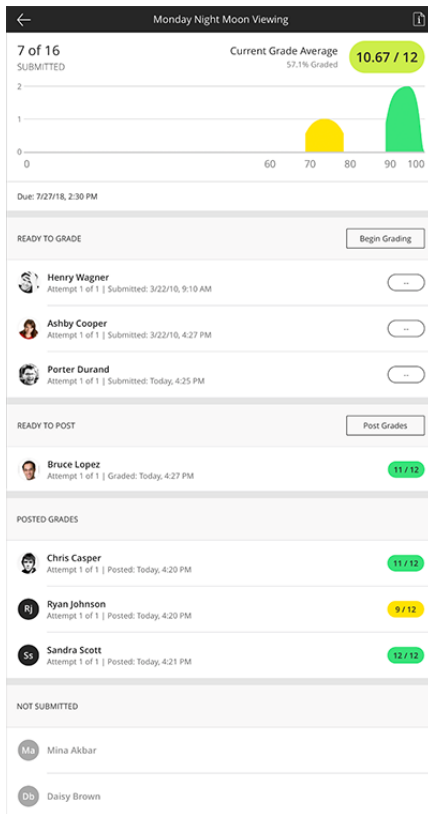 Monday Night Moon Viewing
7 of 16
SUBMITTED
Current Grade Average
57.1% Graded
10.67 / 12
2
1
0
0 60 70 80 90 100
Due: 7/27/18, 2:30 PM
READY TO GRADE
Begin Grading
Henry Wagner
Attempt 1 of 1 | Submitted: 3/22/10, 9:10 AM
--
Ashby Cooper
Attempt 1 of 1 | Submitted: 3/22/10, 4:27 PM
--
Porter Durand
Attempt 1 of 1 | Submitted: Today, 4:25 PM
--
READY TO POST
Post Grades
Bruce Lopez
Attempt 1 of 1 | Graded: Today, 4:27 PM
11 / 12
POSTED GRADES
Chris Casper
Attempt 1 of 1 | Posted: Today, 4:20 PM
11 / 12
Rj
Ryan Johnson
Attempt 1 of 1 | Posted: Today, 4:20 PM
9 / 12
Ss
Sandra Scott
Attempt 1 of 1 | Posted: Today, 4:21 PM
12 / 12
NOT SUBMITTED
Ma
Mina Akbar
Db
Daisy Brown